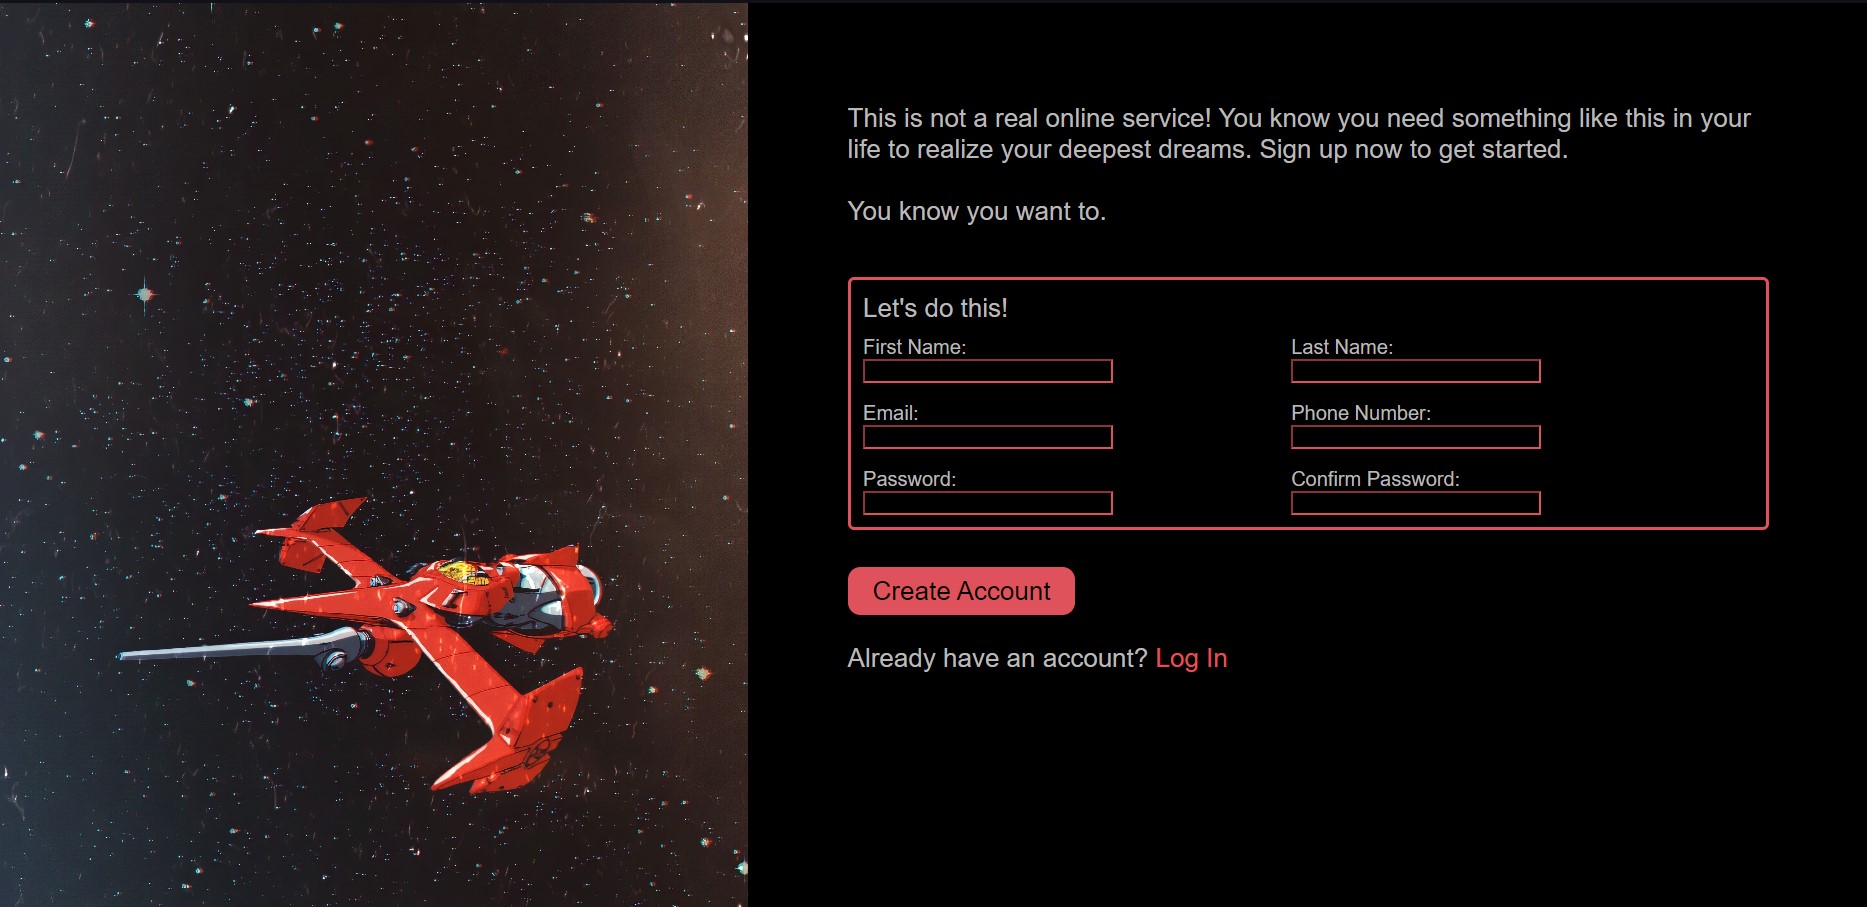 This is not a real online service! You know you need something like this in your
life to realize your deepest dreams. Sign up now to get started.
You know you want to.
Let's do this!
First Name:
Last Name:
Email:
Phone Number:
Password:
Confirm Password:
Create Account
Already have an account? Log In